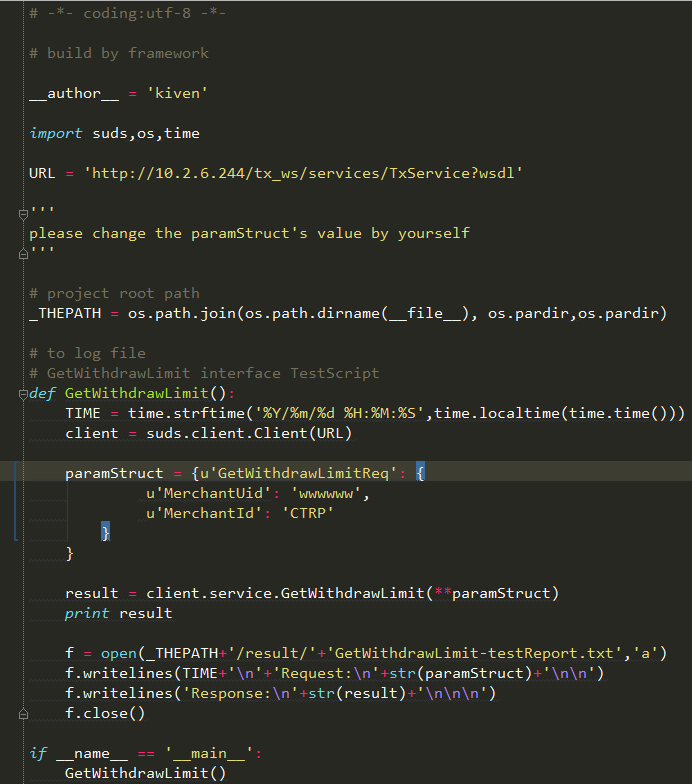 # -*- coding:utf-8 -*-
# build by framework
__author__ = 'kiven'
import suds,os,time
URL = 'http://10.2.6.244/tx_ws/services/TxService?wsdl'
'''
please change the paramStruct's value by yourself
'''
# project root path
_THEPATH = os.path.join(os.path.dirname(__file__), os.pardir,os.pardir)
# to log file
# GetWithdrawLimit interface TestScript
def GetWithdrawLimit():
    TIME = time.strftime('%Y/%m/%d %H:%M:%S',time.localtime(time.time()))
    client = suds.client.Client(URL)
    paramStruct = {u'GetWithdrawLimitReq': {
             u'MerchantUid': 'wwwwww',
             u'MerchantId': 'CTRP'
        }
    }
    result = client.service.GetWithdrawLimit(**paramStruct)
    print result
    f = open(_THEPATH+'/result/'+'GetWithdrawLimit-testReport.txt','a')
    f.writelines(TIME+'\n'+'Request:\n'+str(paramStruct)+'\n\n')
    f.writelines('Response:\n'+str(result)+'\n\n\n')
    f.close()
if __name__ == '__main__':
    GetWithdrawLimit()